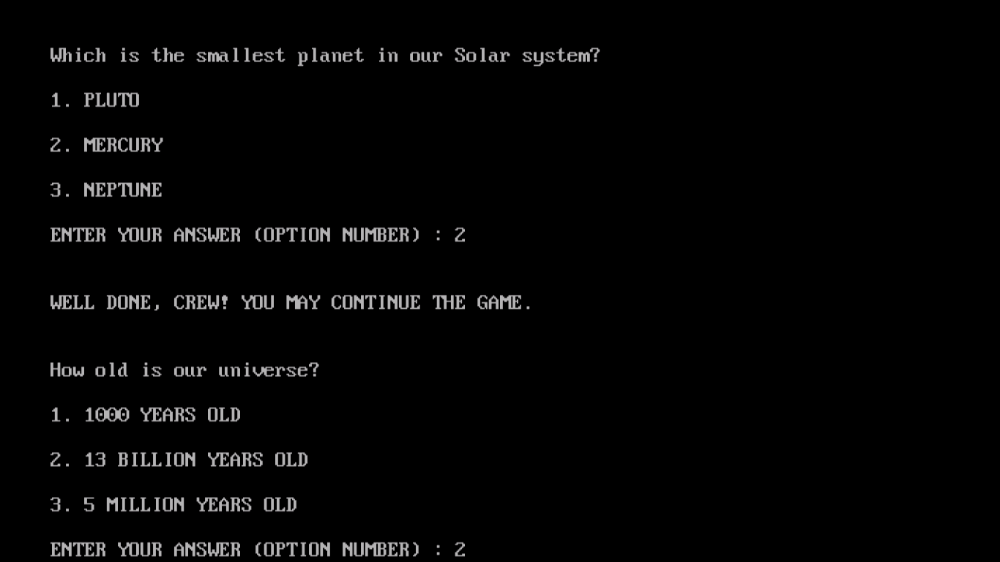 Which is the smallest planet in our Solar system?
1. PLUTO
2. MERCURY
3. NEPTUNE
ENTER YOUR ANSWER (OPTION NUMBER) : 2
WELL DONE, CREW! YOU MAY CONTINUE THE GAME.
How old is our universe?
1. 1000 YEARS OLD
2. 13 BILLION YEARS OLD
3. 5 MILLION YEARS OLD
ENTER YOUR ANSWER (OPTION NUMBER) : 2